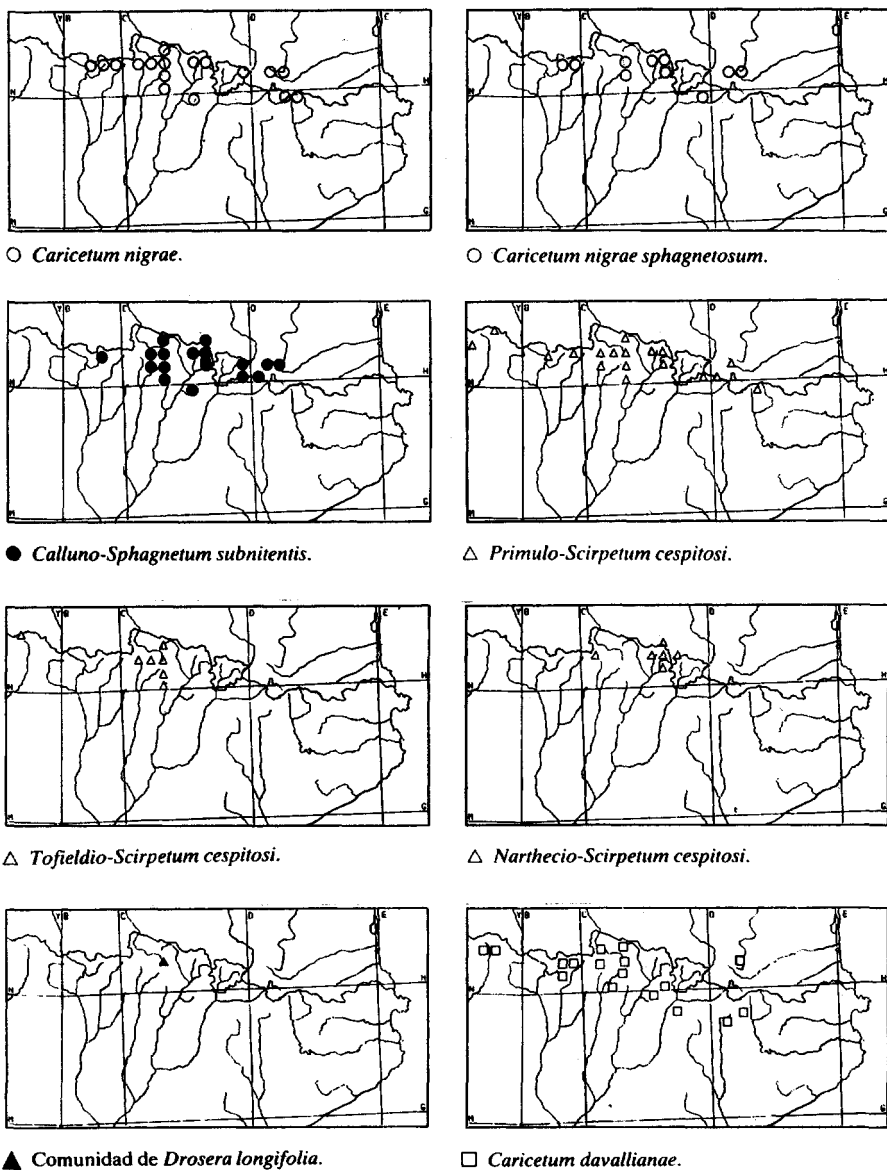 ○ Caricetum nigrae.
○ Caricetum nigrae sphagnetosum.
● Calluno-Sphagnetum subnitentis.
△ Primulo-Scirpetum cespitosi.
△ Tofieldio-Scirpetum cespitosi.
△ Narthecio-Scirpetum cespitosi.
▲ Comunidad de Drosera longifolia.
□ Caricetum davallianae.